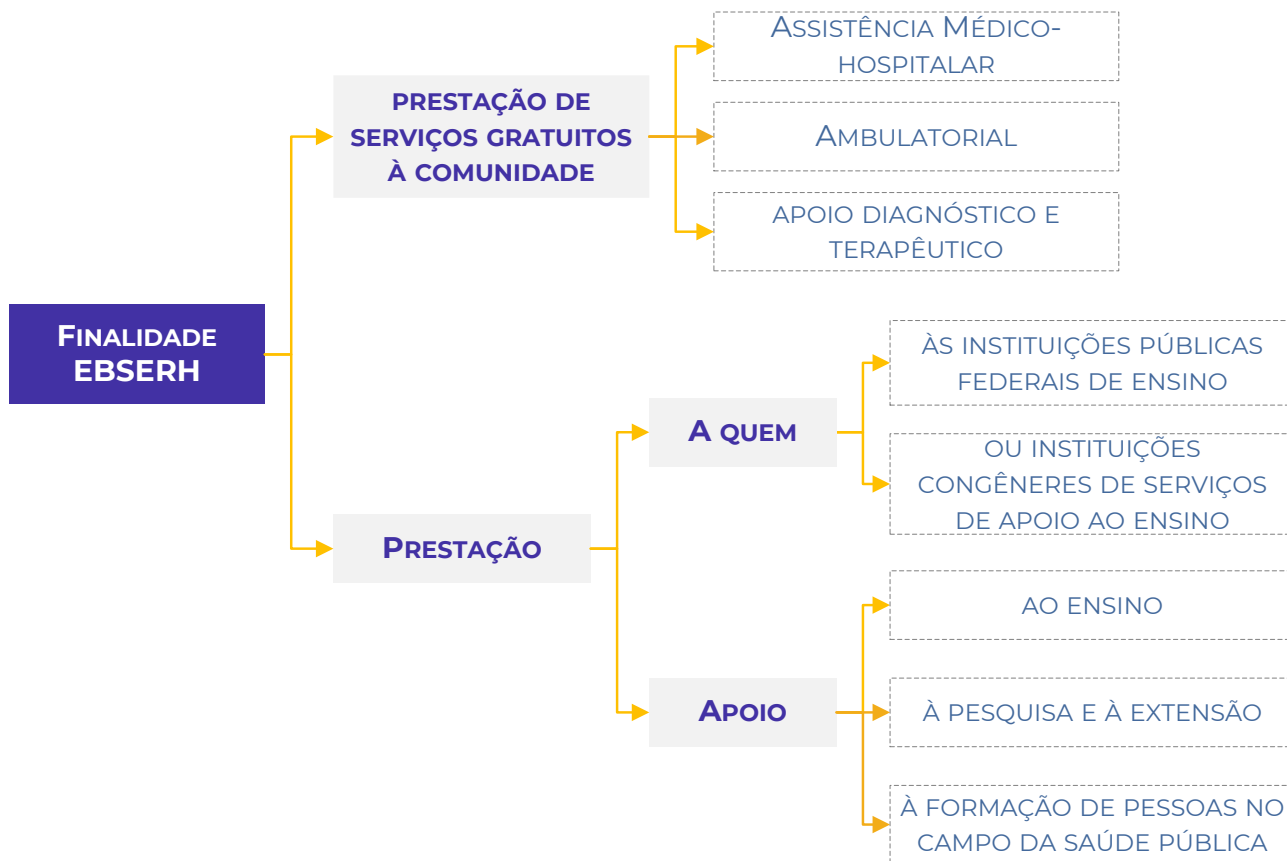 FINALIDADE
EBSERH
PRESTAÇÃO DE
SERVIÇOS GRATUITOS
À COMUNIDADE
ASSISTÊNCIA MÉDICO-
HOSPITALAR
AMBULATORIAL
APOIO DIAGNÓSTICO E
TERAPÊUTICO
PRESTAÇÃO
A QUEM
ÀS INSTITUIÇÕES PÚBLICAS
FEDERAIS DE ENSINO
OU INSTITUIÇÕES
CONGÊNERES DE SERVIÇOS
DE APOIO AO ENSINO
APOIO
AO ENSINO
À PESQUISA E À EXTENSÃO
À FORMAÇÃO DE PESSOAS NO
CAMPO DA SAÚDE PÚBLICA